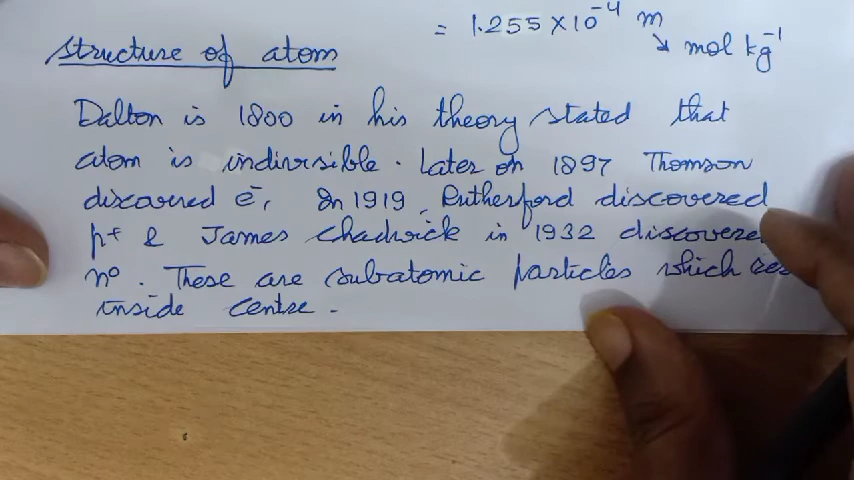 = 1.255 × 10⁻⁴ m
↘ mol kg⁻¹
Structure of atom
Dalton is 1800 in his theory stated that
atom is indivisible. Later on 1897 Thomson
discovered e⁻, In 1919, Rutherford discovered
p⁺ & James Chadwick in 1932 discovered
n⁰. These are subatomic particles which
inside centre.